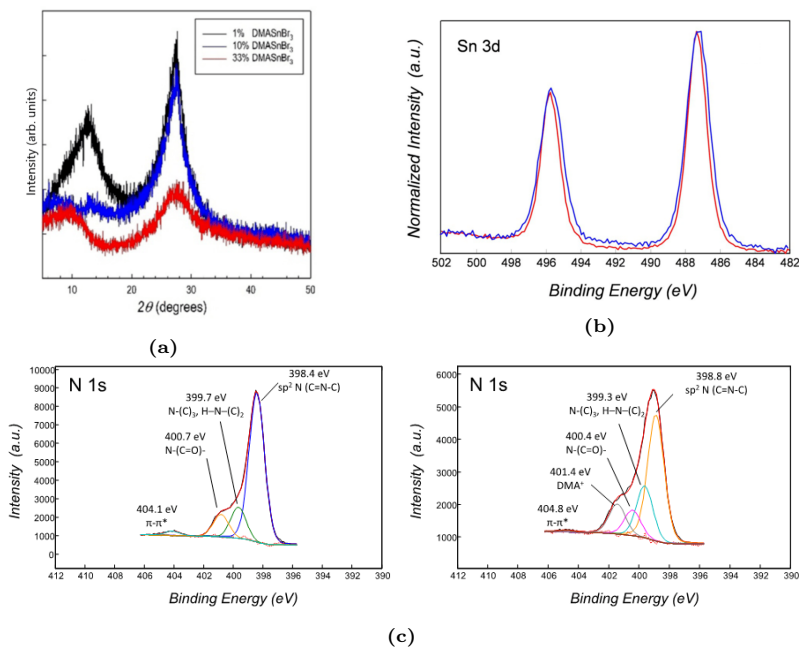 1% DMASnBr₃
10% DMASnBr₃
33% DMASnBr₃
Intensity (arb. units)
10 20 30 40 50
2θ (degrees)
(a)
Sn 3d
Normalized Intensity (a.u.)
502 500 498 496 494 492 490 488 486 484 482
Binding Energy (eV)
(b)
N 1s
398.4 eV
sp² N (C=N-C)
399.7 eV
N-(C)₃, H–N–(C)₂
400.7 eV
N-(C=O)-
404.1 eV
π-π*
Intensity (a.u.)
10000
9000
8000
7000
6000
5000
4000
3000
2000
1000
0
412 410 408 406 404 402 400 398 396 394 392 390
Binding Energy (eV)
N 1s
398.8 eV
sp² N (C=N-C)
399.3 eV
N-(C)₃, H–N–(C)₂
400.4 eV
N-(C=O)-
401.4 eV
DMA⁺
404.8 eV
π-π*
Intensity (a.u.)
6000
5000
4000
3000
2000
1000
412 410 408 406 404 402 400 398 396 394 392 390
Binding Energy (eV)
(c)